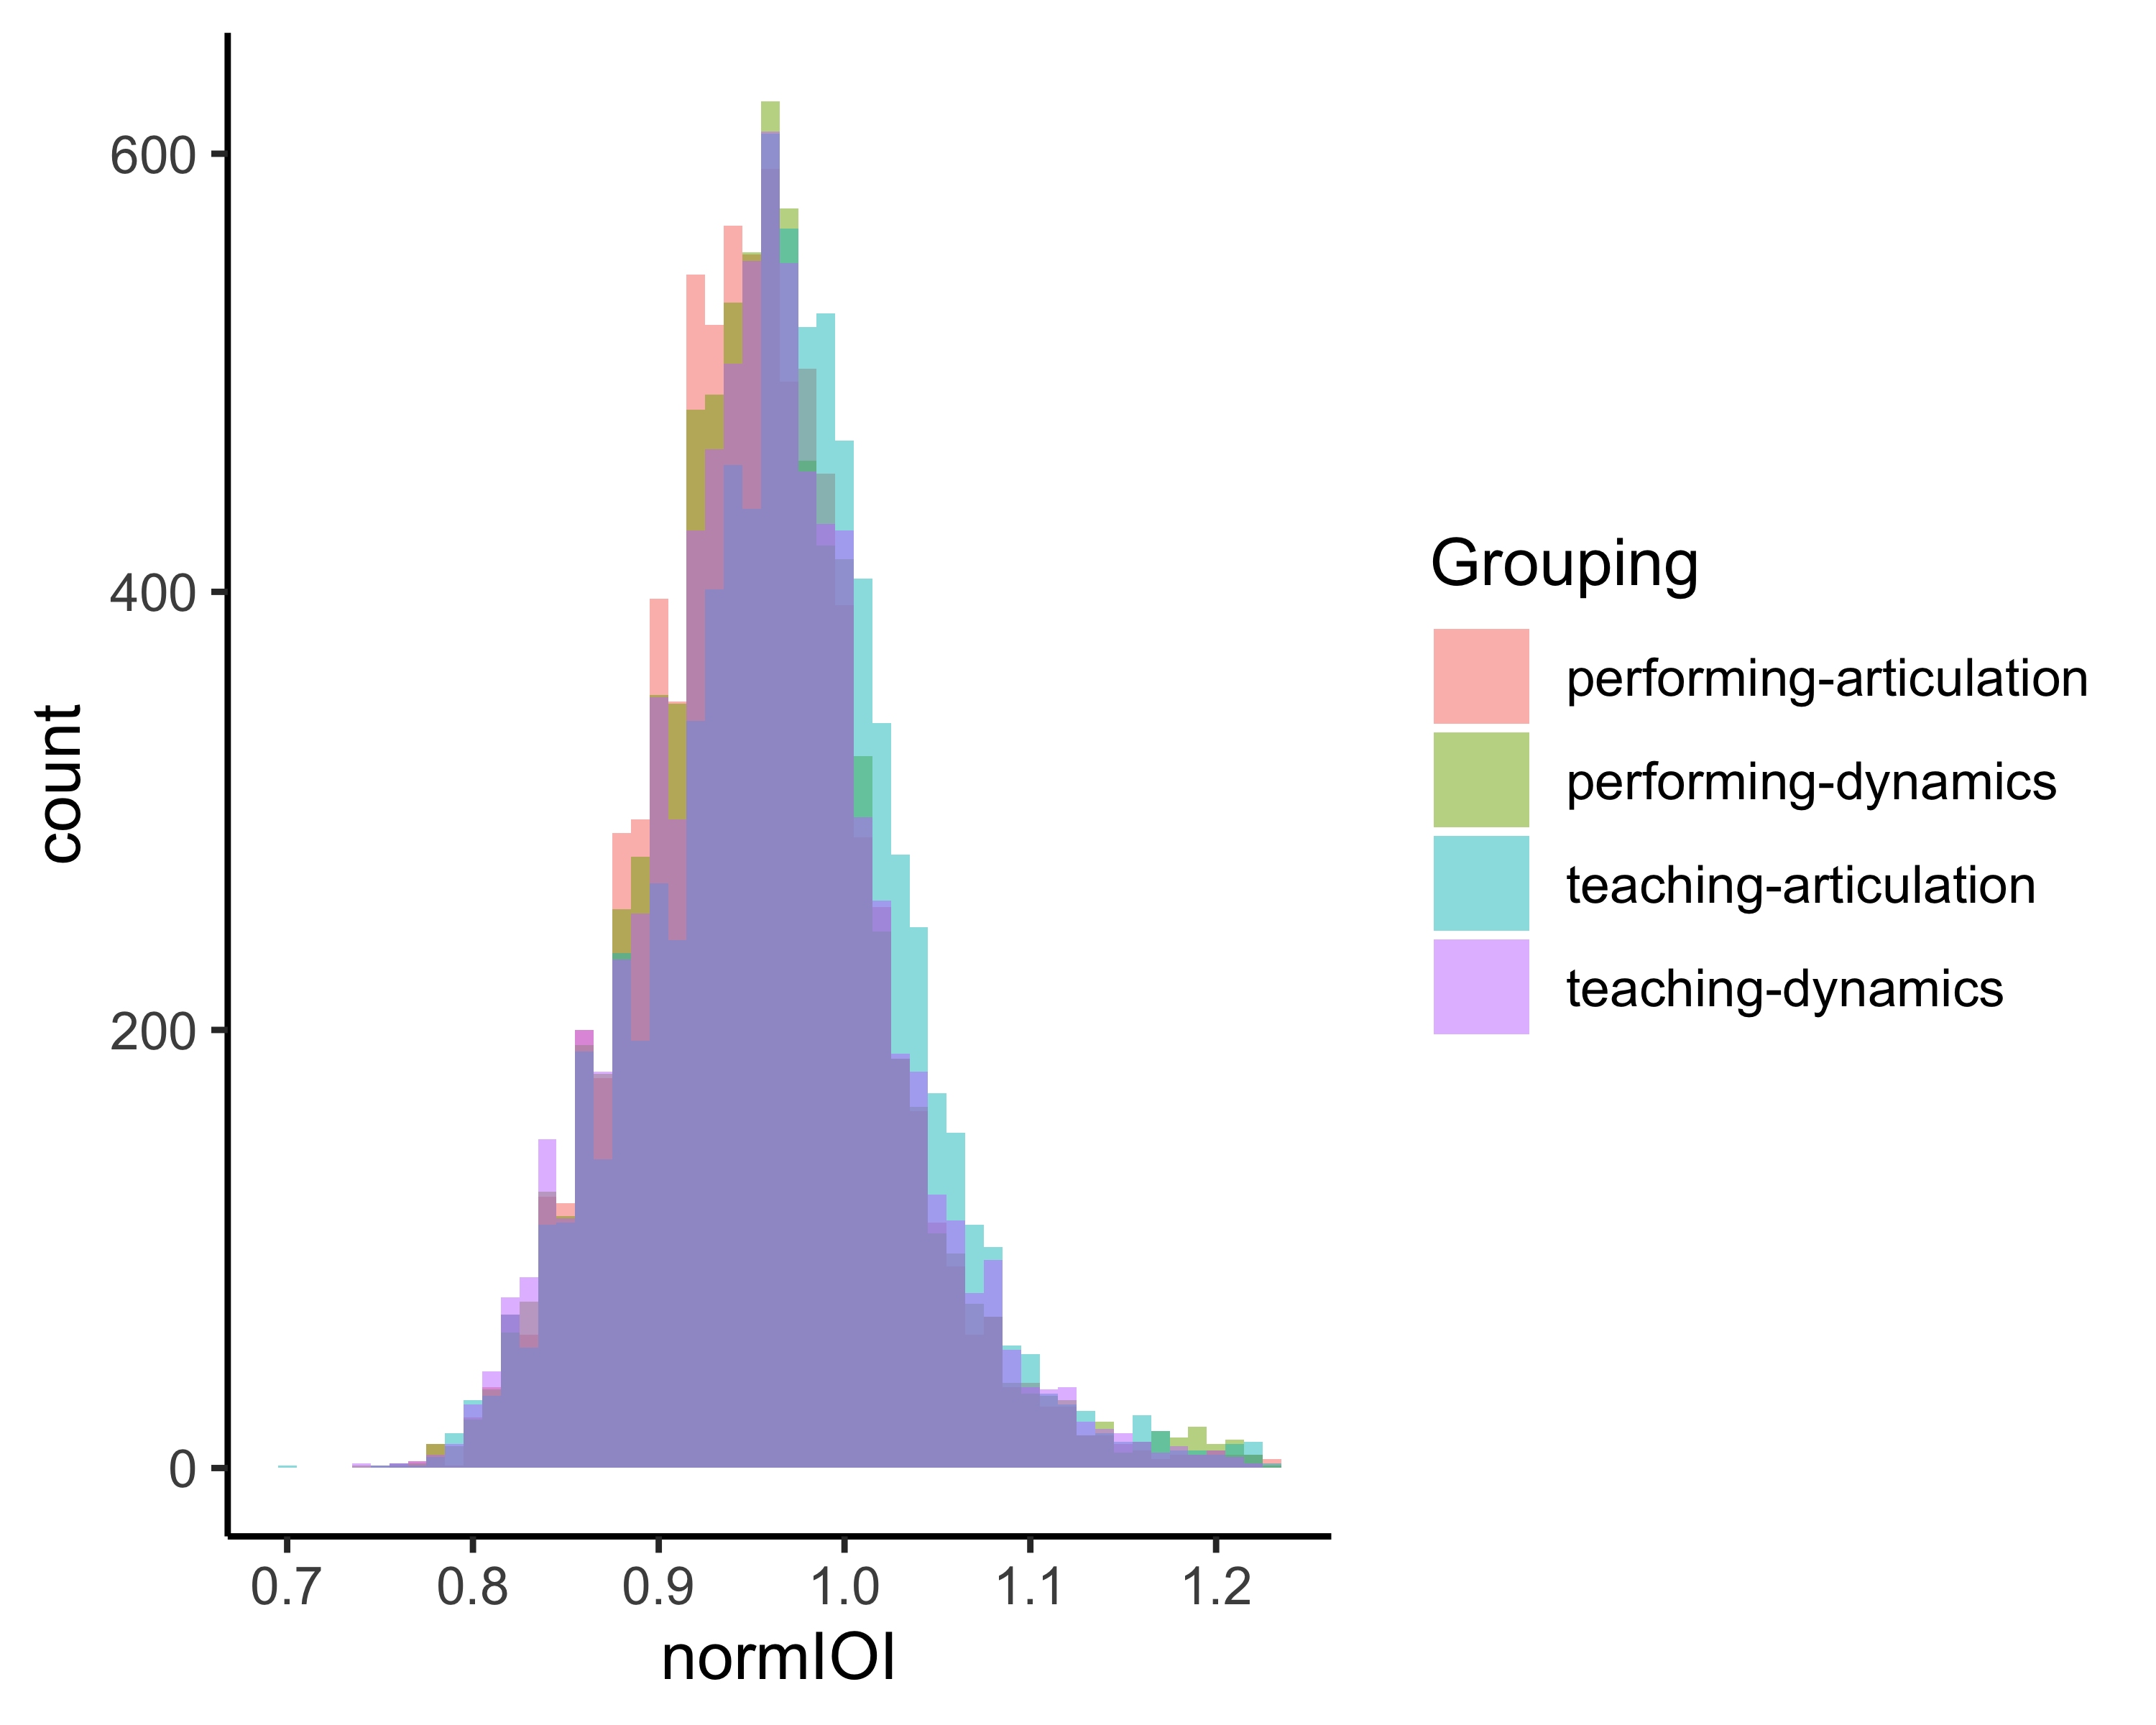 600
400
200
0
count
0.7 0.8 0.9 1.0 1.1 1.2
normIOI
Grouping
performing-articulation
performing-dynamics
teaching-articulation
teaching-dynamics